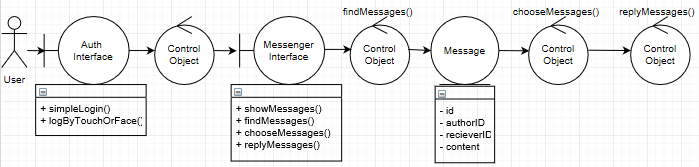 findMessages()
chooseMessages()
replyMessages()
User
Auth
Interface
Control
Object
Messenger
Interface
Control
Object
Message
Control
Object
Control
Object
+ simpleLogin()
+ logByTouchOrFace()
+ showMessages()
+ findMessages()
+ chooseMessages()
+ replyMessages()
- id
- authorID
- recieverID
- content